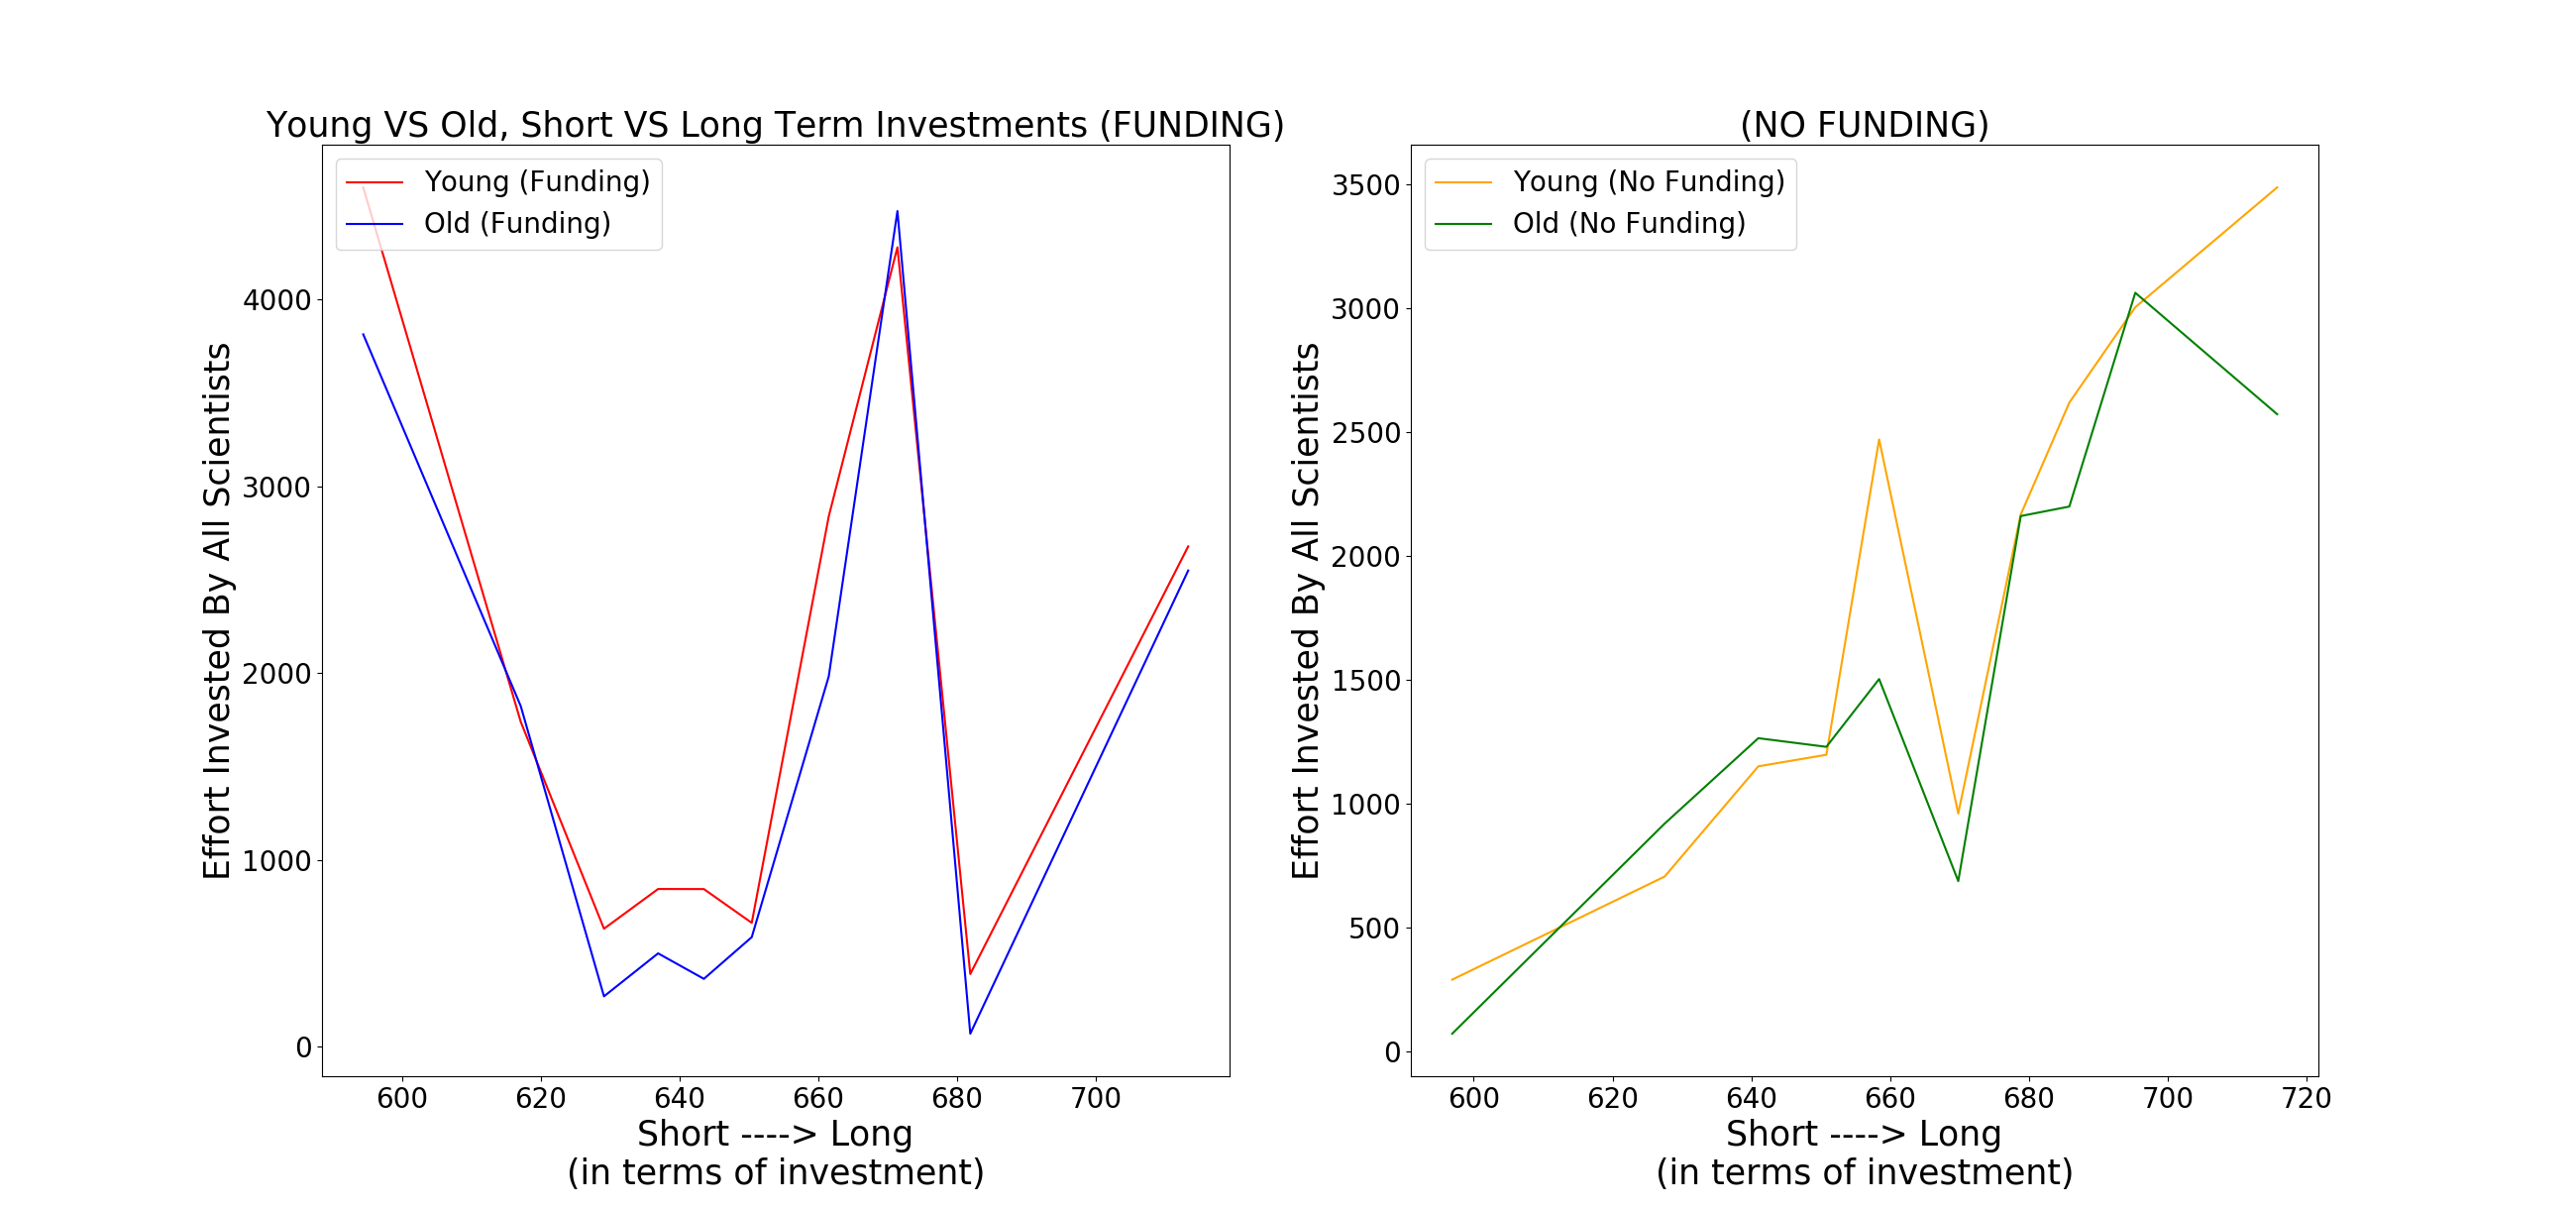 Young VS Old, Short VS Long Term Investments (FUNDING)
Young (Funding)
Old (Funding)
Effort Invested By All Scientists
4000
3000
2000
1000
0
600 620 640 660 680 700
Short ----> Long
(in terms of investment)
(NO FUNDING)
Young (No Funding)
Old (No Funding)
Effort Invested By All Scientists
3500
3000
2500
2000
1500
1000
500
0
600 620 640 660 680 700 720
Short ----> Long
(in terms of investment)